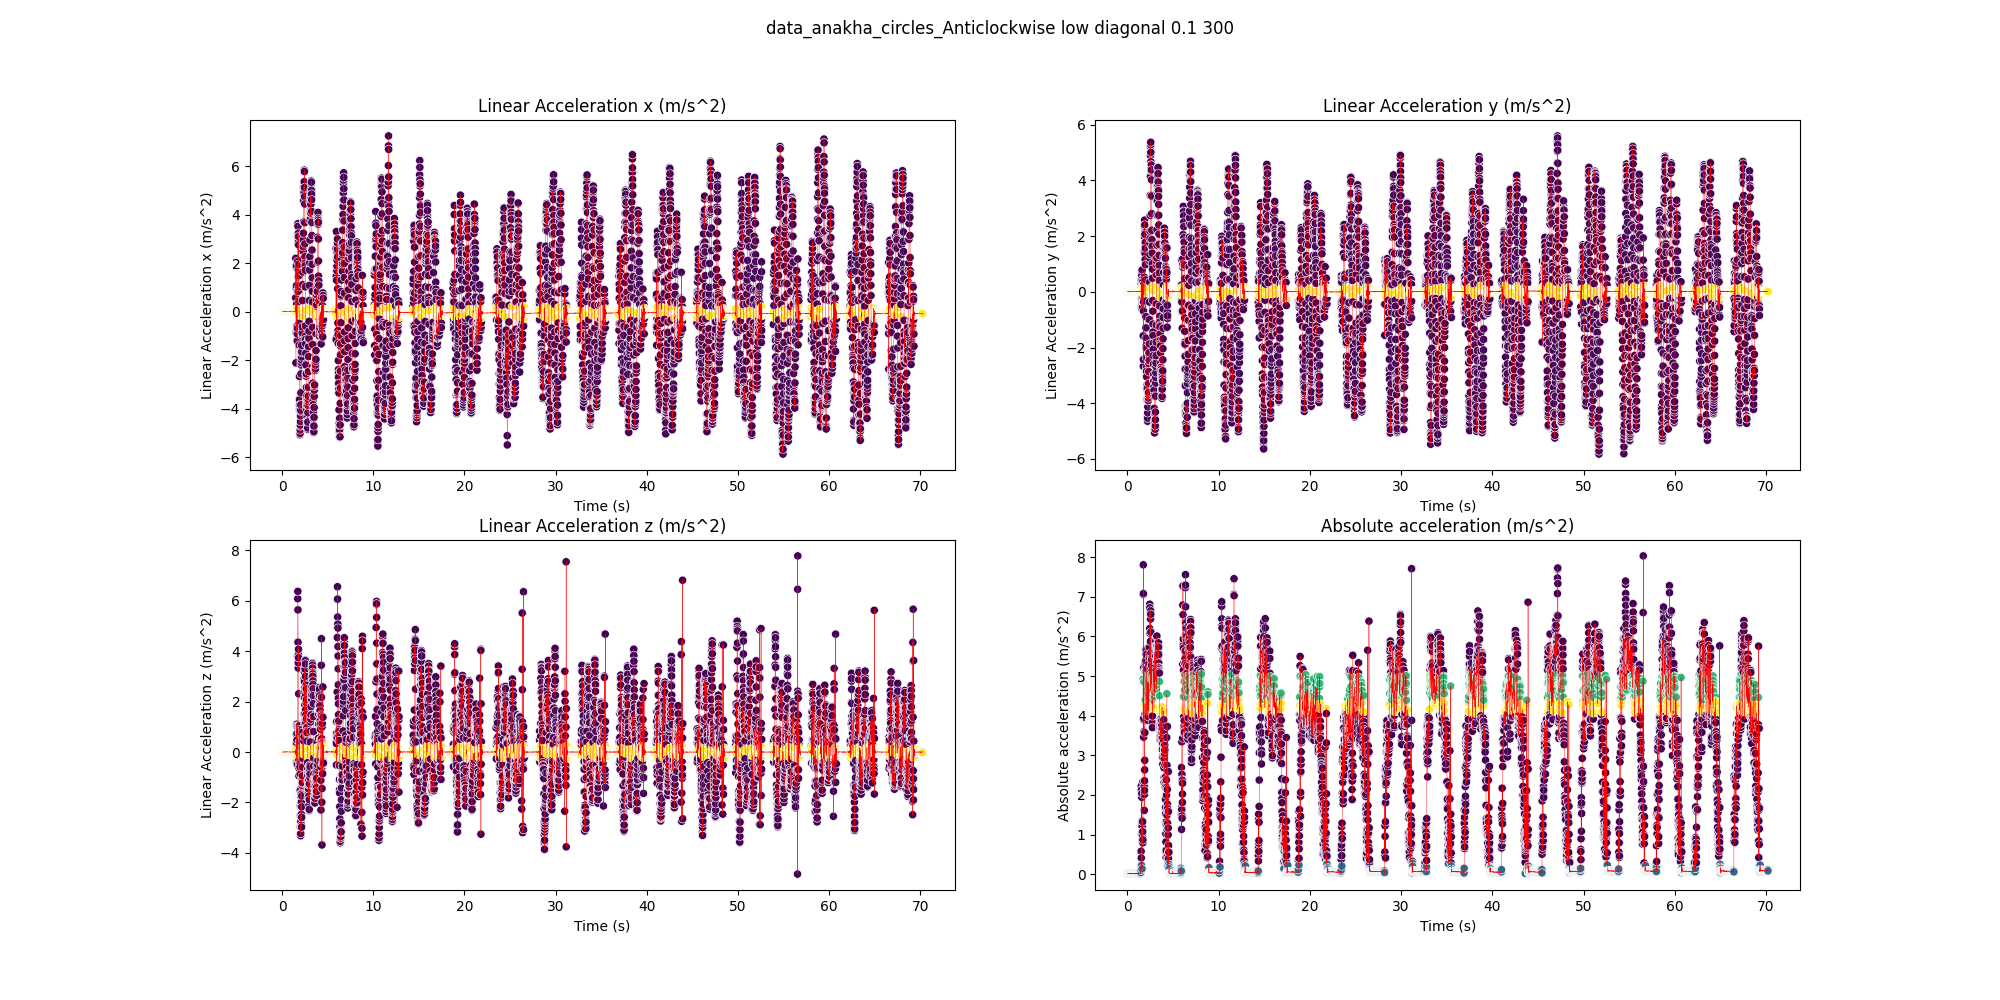 data_anakha_circles_Anticlockwise low diagonal 0.1 300
Linear Acceleration x (m/s^2)
Linear Acceleration x (m/s^2)
6
4
2
0
−2
−4
−6
0 10 20 30 40 50 60 70
Time (s)
Linear Acceleration y (m/s^2)
Linear Acceleration y (m/s^2)
6
4
2
0
−2
−4
−6
0 10 20 30 40 50 60 70
Time (s)
Linear Acceleration z (m/s^2)
Linear Acceleration z (m/s^2)
8
6
4
2
0
−2
−4
0 10 20 30 40 50 60 70
Time (s)
Absolute acceleration (m/s^2)
Absolute acceleration (m/s^2)
8
7
6
5
4
3
2
1
0
0 10 20 30 40 50 60 70
Time (s)